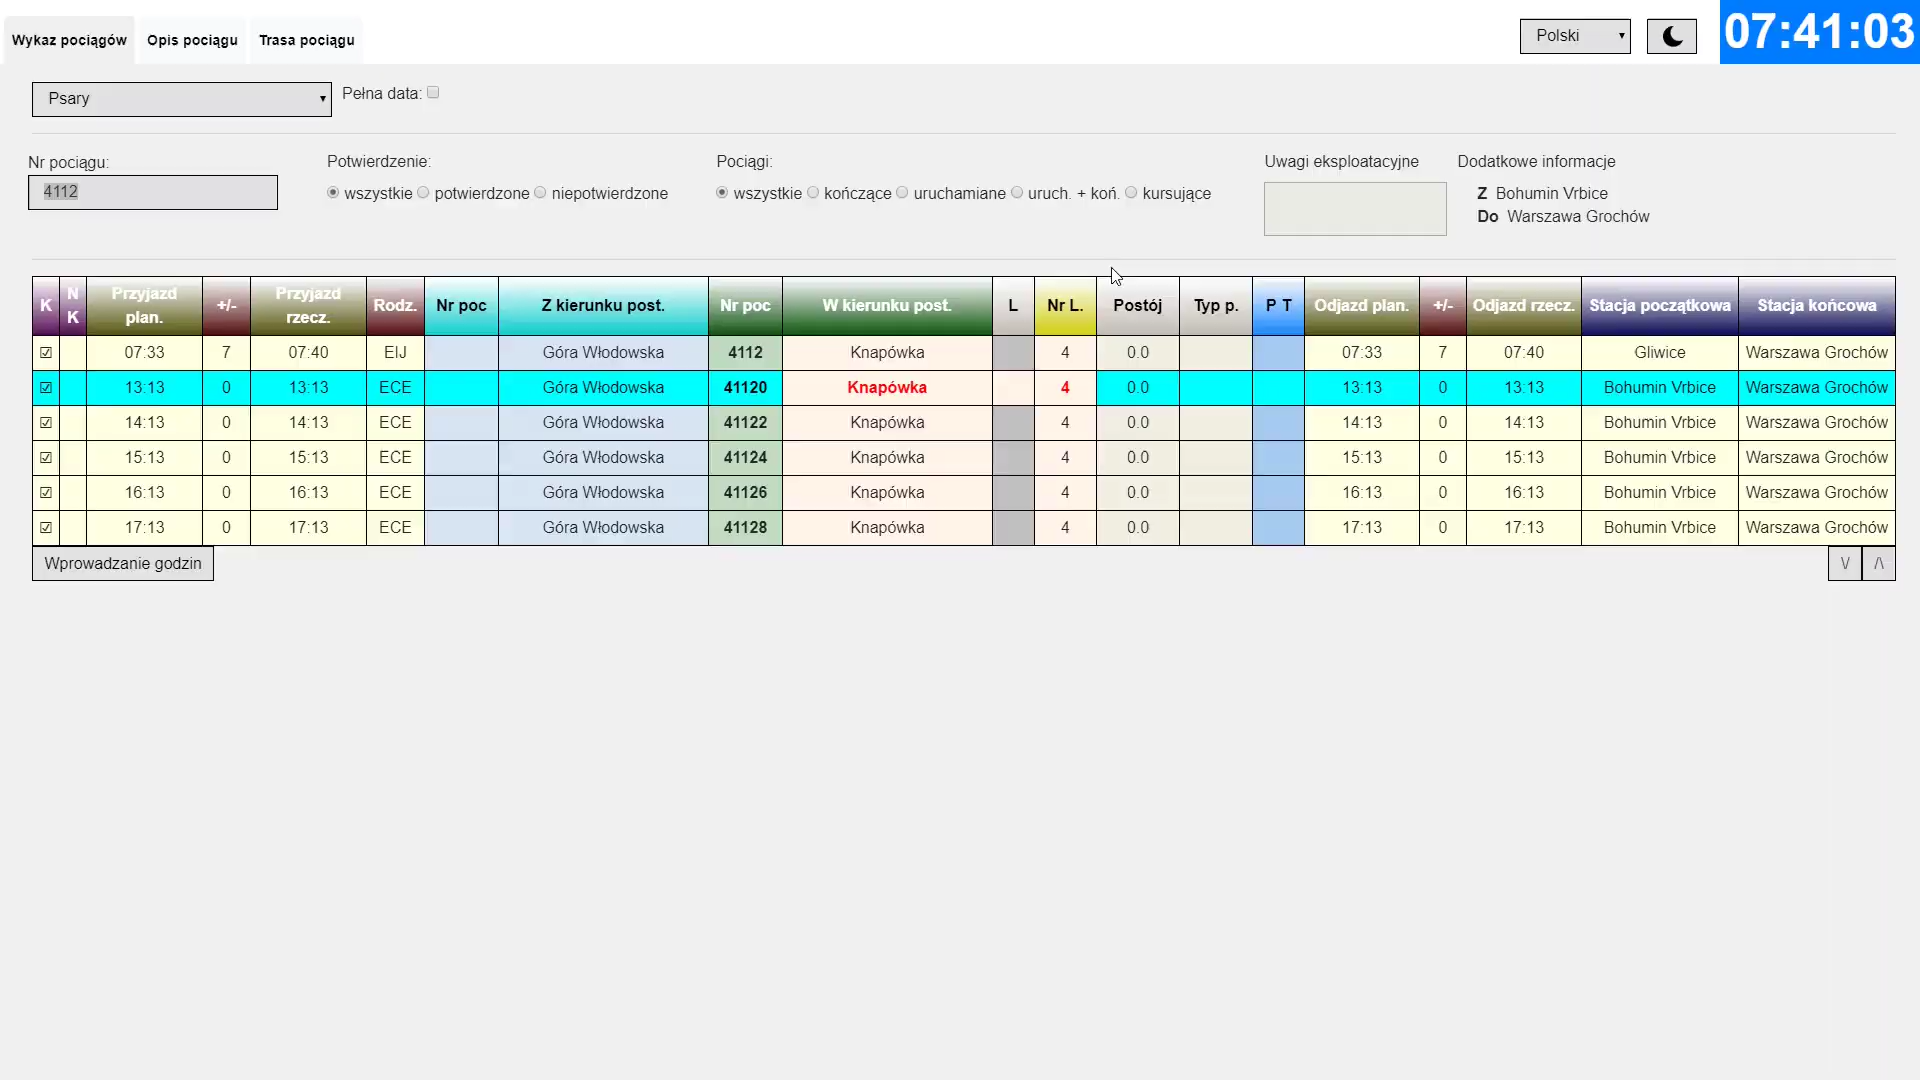 Wykaz pociągów Opis pociągu Trasa pociągu Polski 07:41:03
Psary Pełna data:
Nr pociągu: Potwierdzenie: Pociągi: Uwagi eksploatacyjne Dodatkowe informacje
4112 wszystkie potwierdzone niepotwierdzone wszystkie kończące uruchamiane uruch. + koń. kursujące Z Bohumin Vrbice
Do Warszawa Grochów
K N K Przyjazd plan. +/- Przyjazd rzecz. Rodz. Nr poc Z kierunku post. Nr poc W kierunku post. L Nr L. Postój Typ p. P T Odjazd plan. +/- Odjazd rzecz. Stacja początkowa Stacja końcowa
07:33 7 07:40 EIJ Góra Włodowska 4112 Knapówka 4 0.0 07:33 7 07:40 Gliwice Warszawa Grochów
13:13 0 13:13 ECE Góra Włodowska 41120 Knapówka 4 0.0 13:13 0 13:13 Bohumin Vrbice Warszawa Grochów
14:13 0 14:13 ECE Góra Włodowska 41122 Knapówka 4 0.0 14:13 0 14:13 Bohumin Vrbice Warszawa Grochów
15:13 0 15:13 ECE Góra Włodowska 41124 Knapówka 4 0.0 15:13 0 15:13 Bohumin Vrbice Warszawa Grochów
16:13 0 16:13 ECE Góra Włodowska 41126 Knapówka 4 0.0 16:13 0 16:13 Bohumin Vrbice Warszawa Grochów
17:13 0 17:13 ECE Góra Włodowska 41128 Knapówka 4 0.0 17:13 0 17:13 Bohumin Vrbice Warszawa Grochów
Wprowadzanie godzin \/ /\